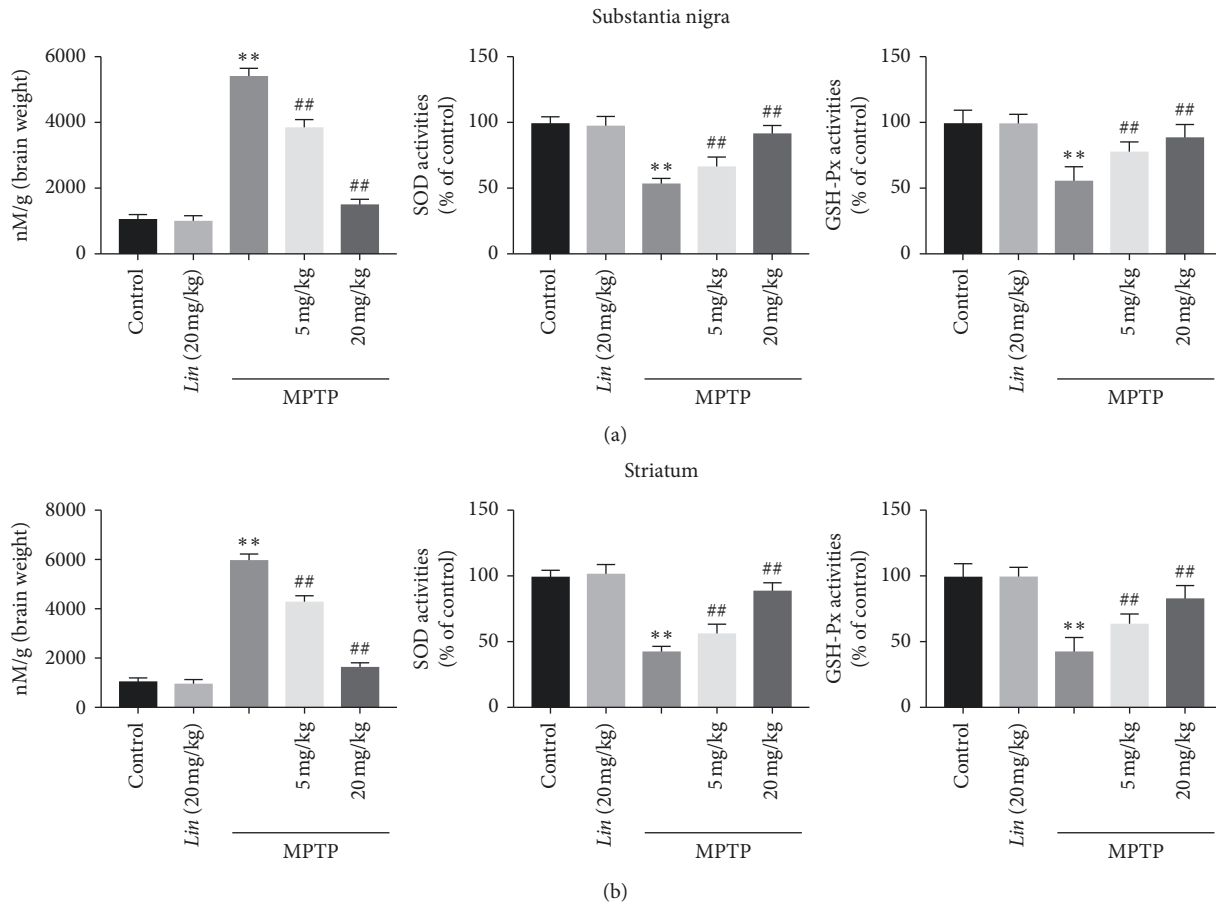 Substantia nigra
nM/g (brain weight)
6000
4000
2000
0
**
##
##
Control
Lin (20 mg/kg)
5 mg/kg
20 mg/kg
MPTP
SOD activities
(% of control)
150
100
50
0
**
##
##
Control
Lin (20 mg/kg)
5 mg/kg
20 mg/kg
MPTP
GSH-Px activities
(% of control)
150
100
50
0
**
##
##
Control
Lin (20 mg/kg)
5 mg/kg
20 mg/kg
MPTP
(a)
Striatum
nM/g (brain weight)
8000
6000
4000
2000
0
**
##
##
Control
Lin (20 mg/kg)
5 mg/kg
20 mg/kg
MPTP
SOD activities
(% of control)
150
100
50
0
**
##
##
Control
Lin (20 mg/kg)
5 mg/kg
20 mg/kg
MPTP
GSH-Px activities
(% of control)
150
100
50
0
**
##
##
Control
Lin (20 mg/kg)
5 mg/kg
20 mg/kg
MPTP
(b)